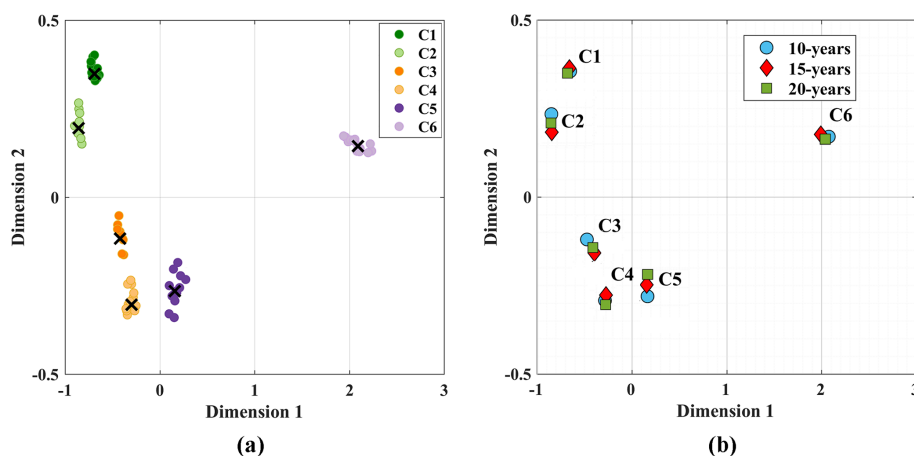 0.5
0
-0.5
-1
0
1
2
3
Dimension 2
Dimension 1
C1
C2
C3
C4
C5
C6
(a)
0.5
0
-0.5
-1
0
1
2
3
Dimension 2
Dimension 1
10-years
15-years
20-years
C1
C2
C3
C4
C5
C6
(b)